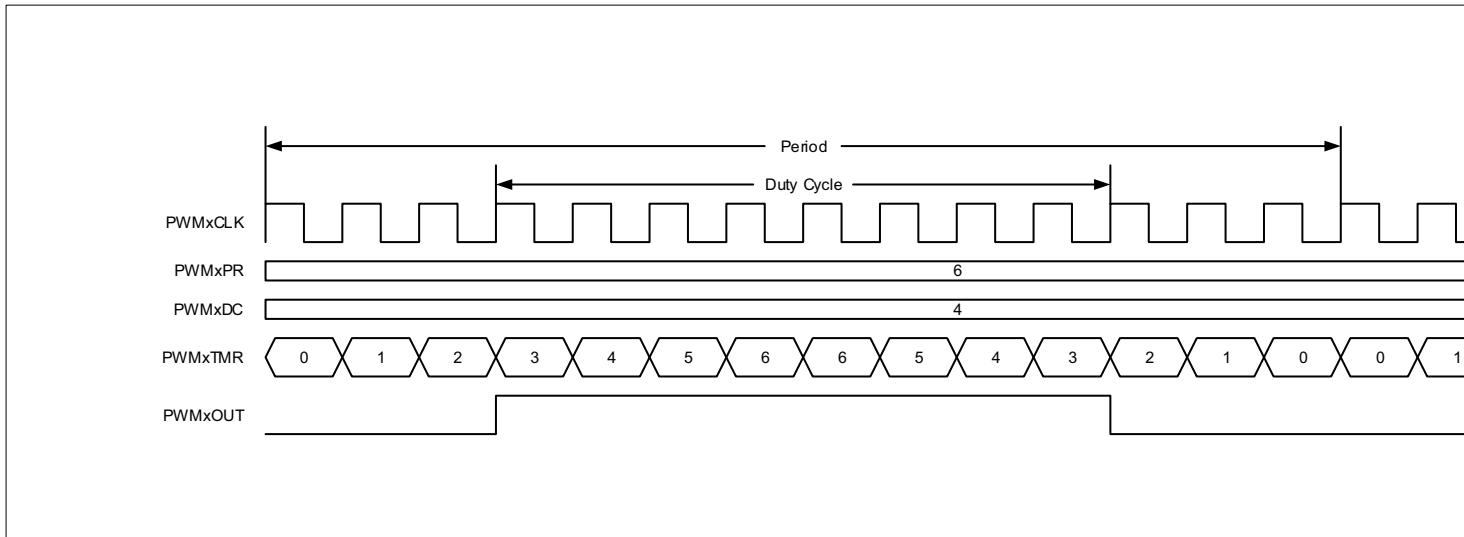 Period
Duty Cycle
PWMxCLK
PWMxPR 6
PWMxDC 4
PWMxTMR 0 1 2 3 4 5 6 6 5 4 3 2 1 0 0 1
PWMxOUT